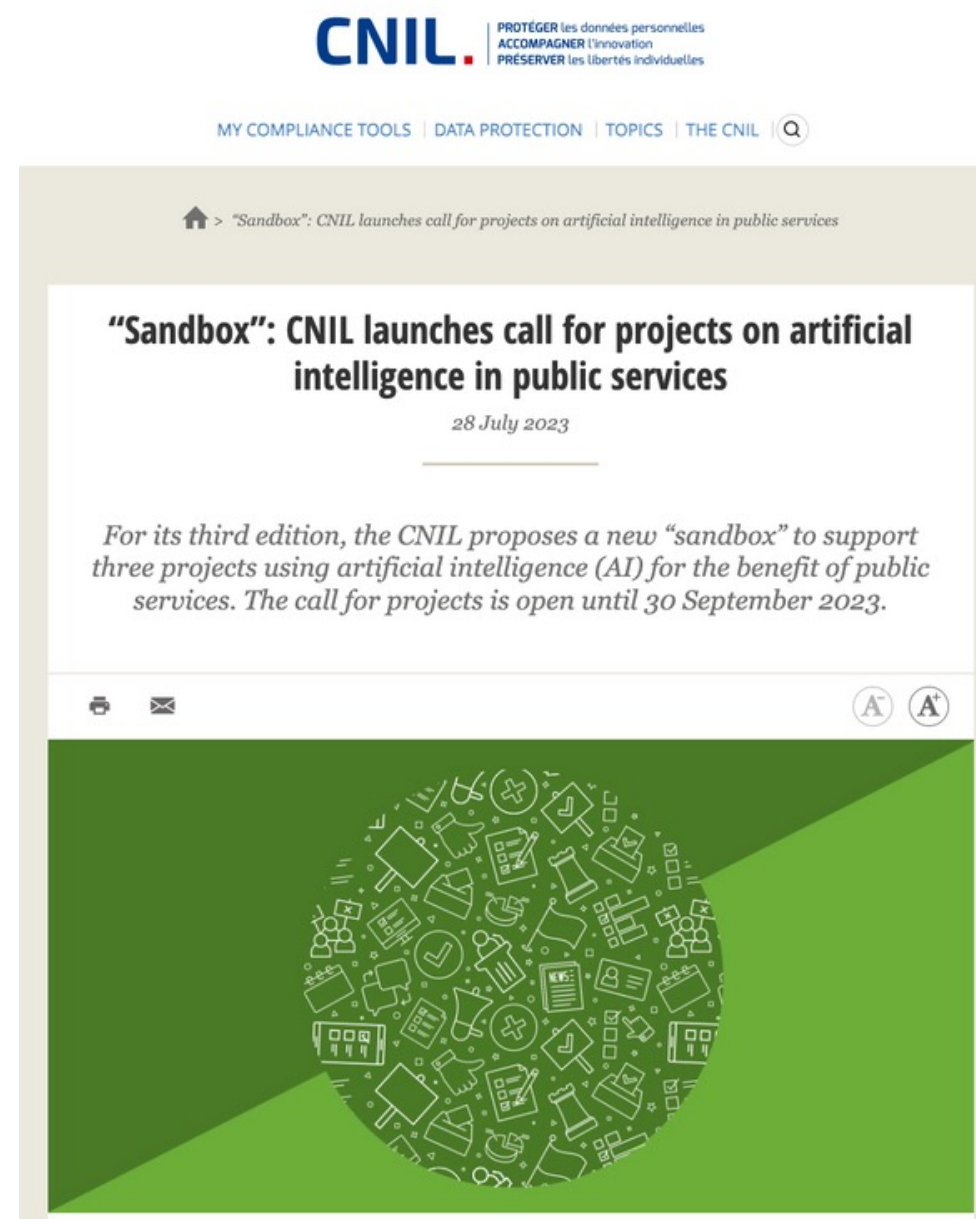 CNIL.
PROTÉGER les données personnelles
ACCOMPAGNER l'innovation
PRÉSERVER les libertés individuelles
MY COMPLIANCE TOOLS | DATA PROTECTION | TOPICS | THE CNIL |
> “Sandbox”: CNIL launches call for projects on artificial intelligence in public services
“Sandbox”: CNIL launches call for projects on artificial
intelligence in public services
28 July 2023
For its third edition, the CNIL proposes a new “sandbox” to support
three projects using artificial intelligence (AI) for the benefit of public
services. The call for projects is open until 30 September 2023.
A- A+
NEWS